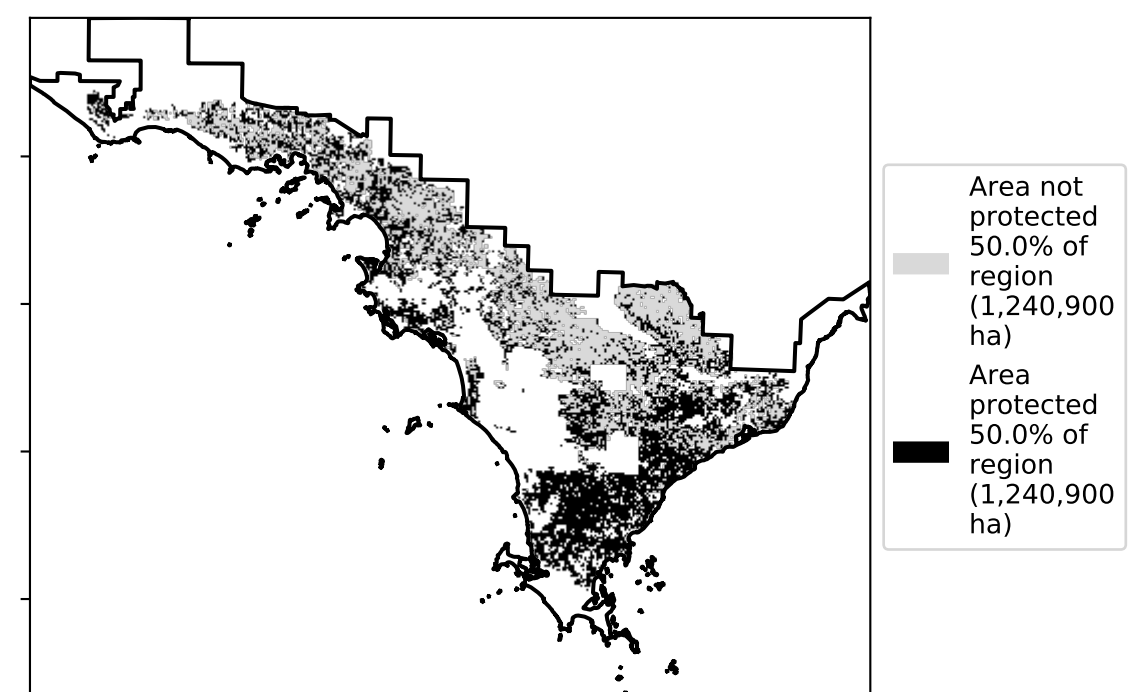 Area not
protected
50.0% of
region
(1,240,900
ha)
Area
protected
50.0% of
region
(1,240,900
ha)